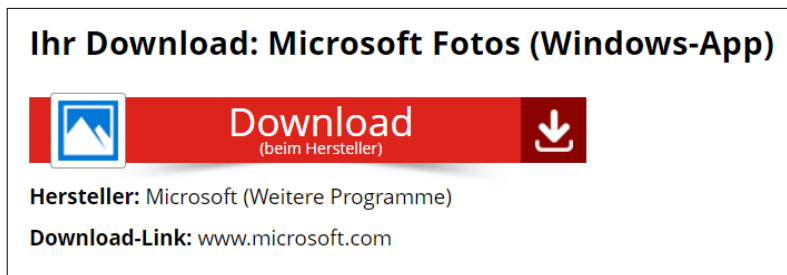 Ihr Download: Microsoft Fotos (Windows-App)
Download
(beim Hersteller)
Hersteller: Microsoft (Weitere Programme)
Download-Link: www.microsoft.com